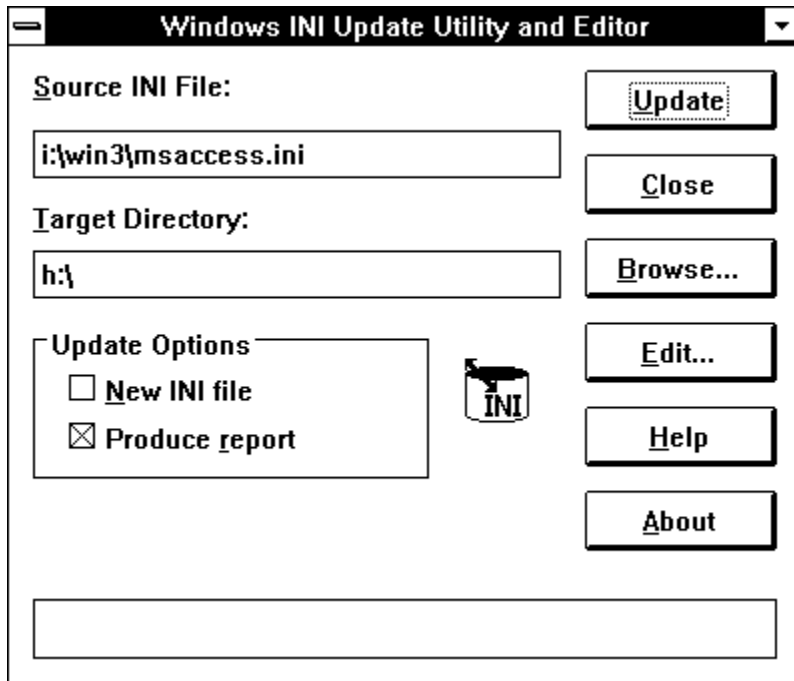 Windows INI Update Utility and Editor
Source INI File:
i:\win3\msaccess.ini
Target Directory:
h:\
Update Options
New INI file
Produce report
INI
Update
Close
Browse...
Edit...
Help
About